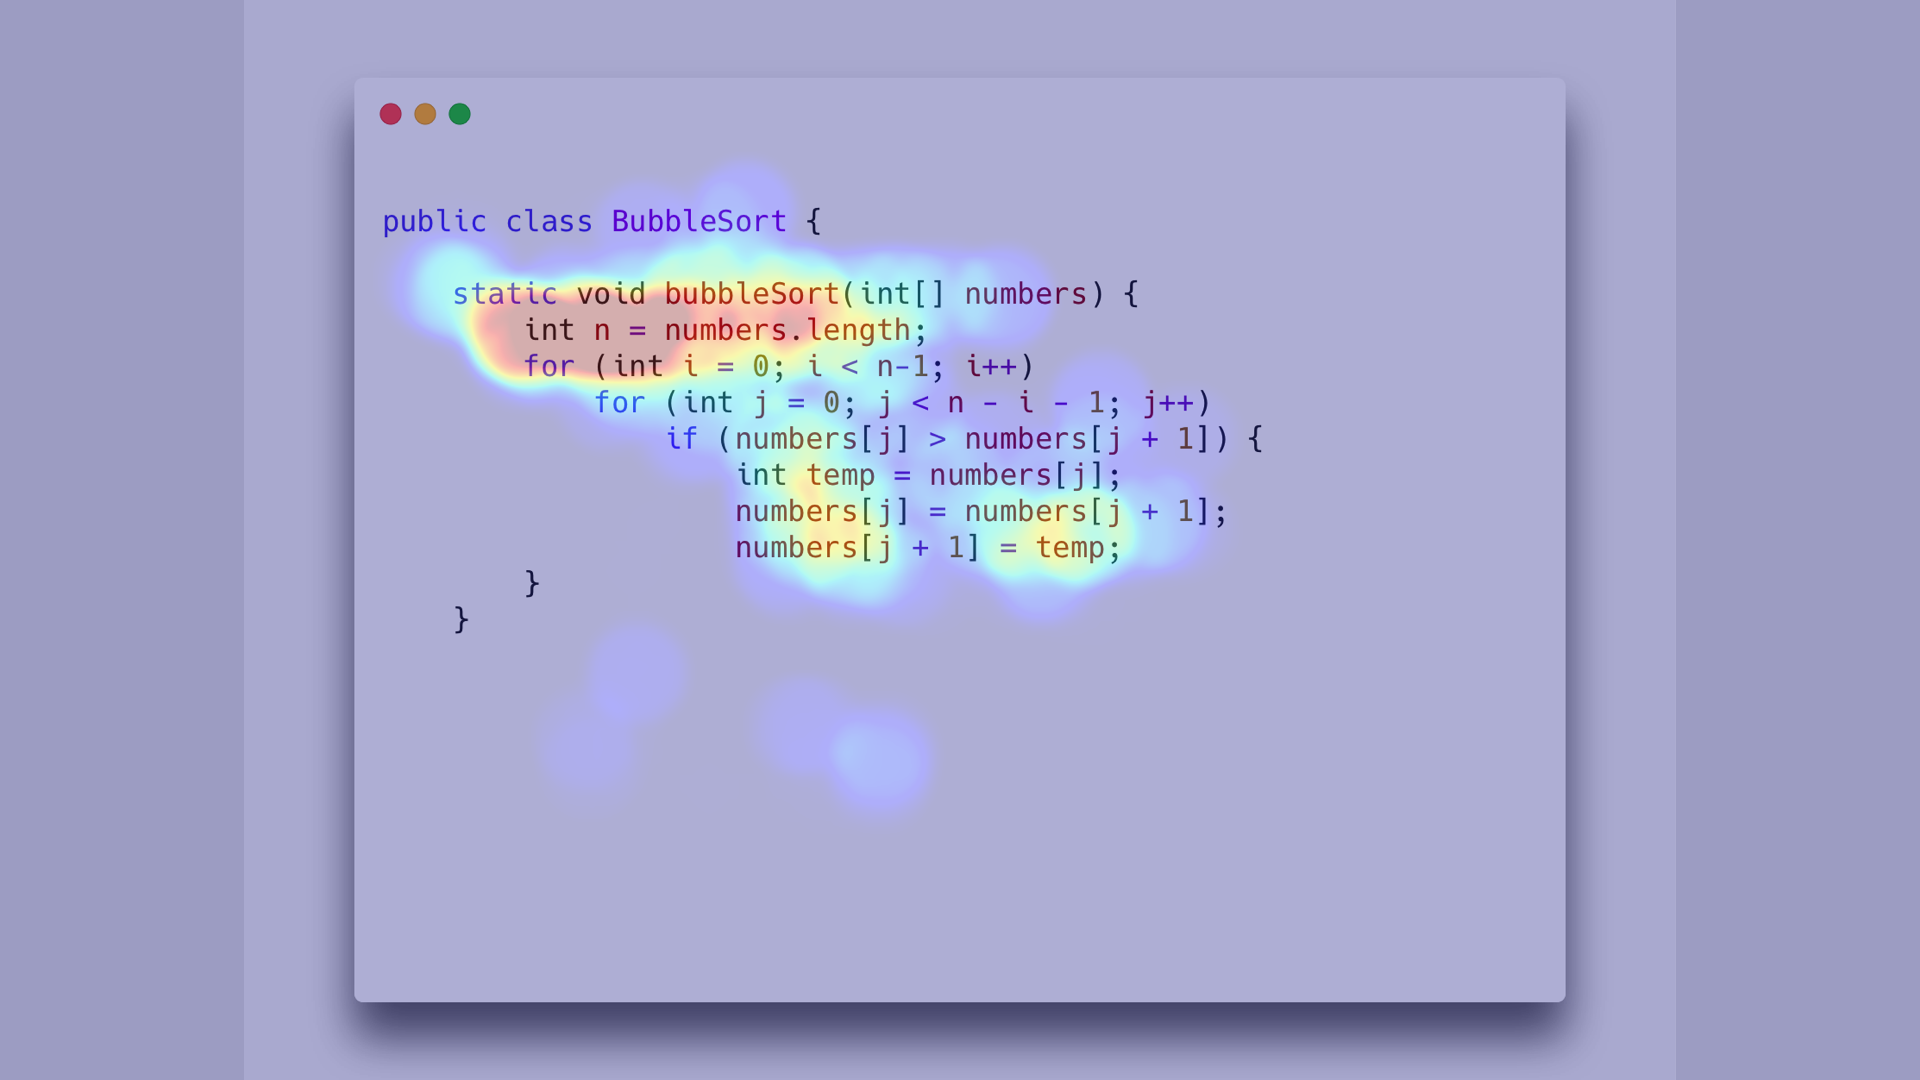 public class BubbleSort {
static void bubbleSort(int[] numbers) {
int n = numbers.length;
for (int i = 0; i < n-1; i++)
for (int j = 0; j < n - i - 1; j++)
if (numbers[j] > numbers[j + 1]) {
int temp = numbers[j];
numbers[j] = numbers[j + 1];
numbers[j + 1] = temp;
}
}